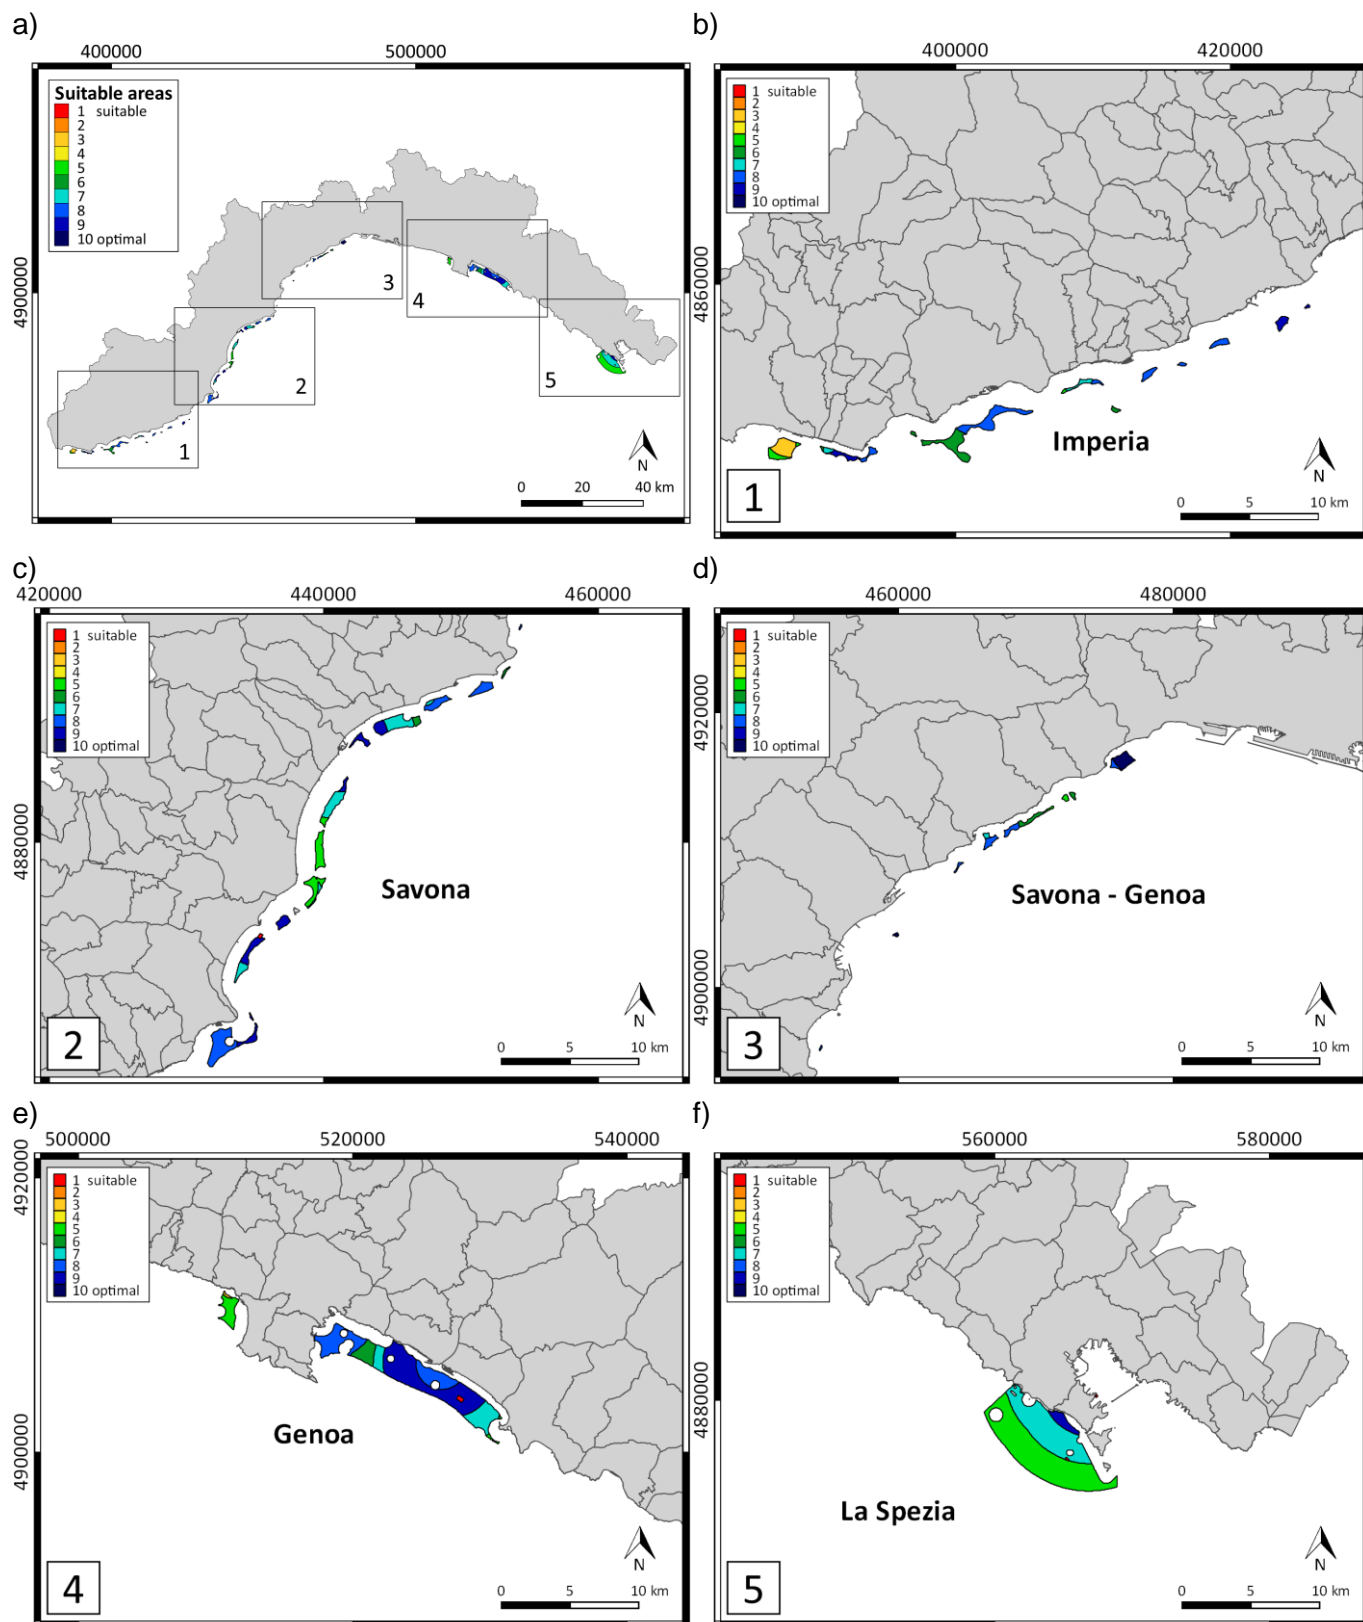 a)
400000
500000
4900000
Suitable areas
1 suitable
2
3
4
5
6
7
8
9
10 optimal
1
2
3
4
5
N
0 20 40 km
b)
400000
420000
4860000
1 suitable
2
3
4
5
6
7
8
9
10 optimal
Imperia
N
1
0 5 10 km
c)
420000
440000
460000
4880000
1 suitable
2
3
4
5
6
7
8
9
10 optimal
Savona
N
2
0 5 10 km
d)
460000
480000
4920000
4900000
1 suitable
2
3
4
5
6
7
8
9
10 optimal
Savona - Genoa
N
3
0 5 10 km
e)
500000
520000
540000
4920000
4900000
1 suitable
2
3
4
5
6
7
8
9
10 optimal
Genoa
N
4
0 5 10 km
f)
560000
580000
4880000
1 suitable
2
3
4
5
6
7
8
9
10 optimal
La Spezia
N
5
0 5 10 km